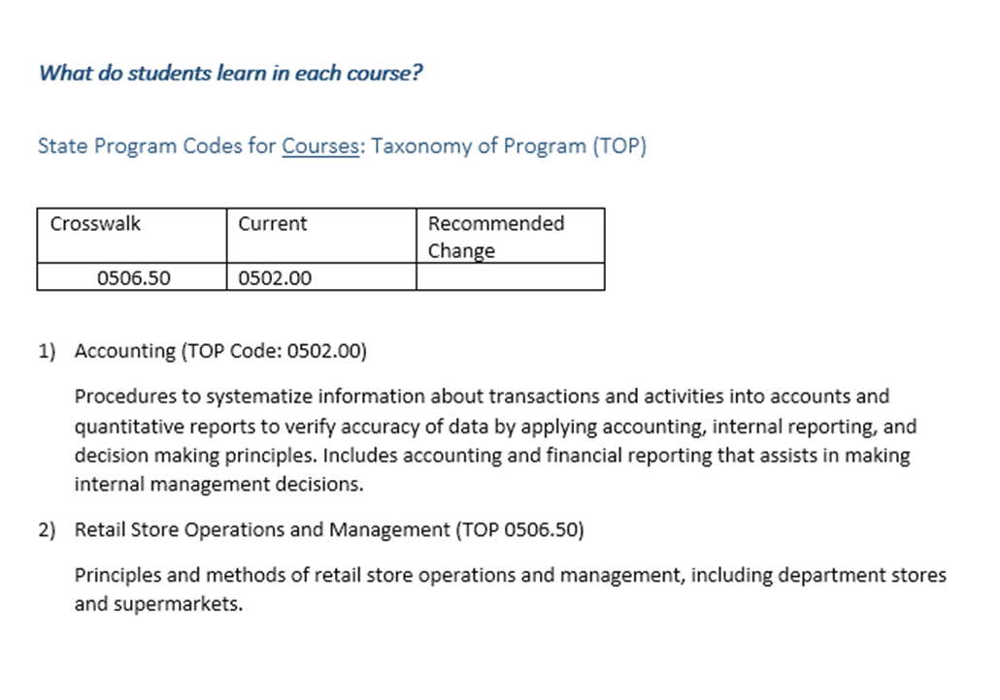 What do students learn in each course?
State Program Codes for Courses: Taxonomy of Program (TOP)
Crosswalk Current Recommended
Change
0506.50 0502.00
1) Accounting (TOP Code: 0502.00)
Procedures to systematize information about transactions and activities into accounts and
quantitative reports to verify accuracy of data by applying accounting, internal reporting, and
decision making principles. Includes accounting and financial reporting that assists in making
internal management decisions.
2) Retail Store Operations and Management (TOP 0506.50)
Principles and methods of retail store operations and management, including department stores
and supermarkets.